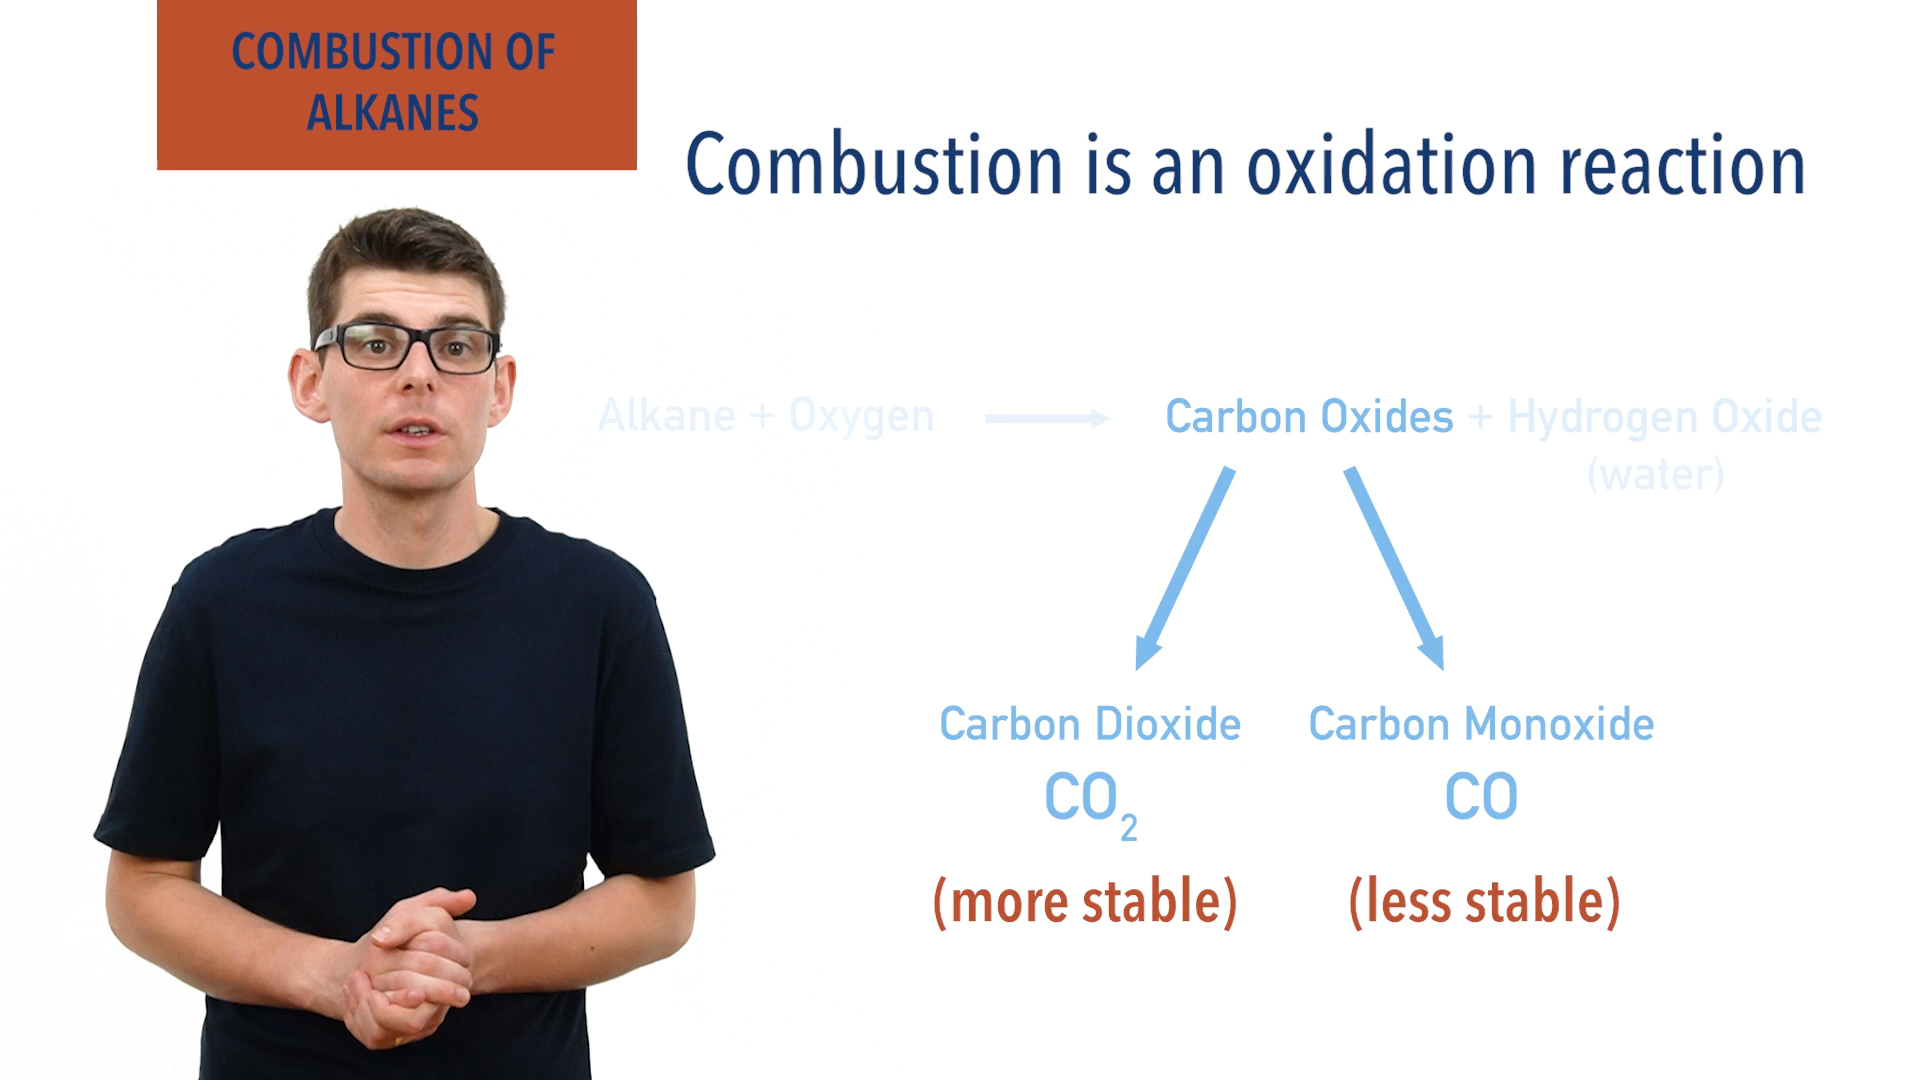 COMBUSTION OF
ALKANES
Combustion is an oxidation reaction
Alkane + Oxygen → Carbon Oxides + Hydrogen Oxide
(water)
Carbon Dioxide Carbon Monoxide
CO₂ CO
(more stable) (less stable)